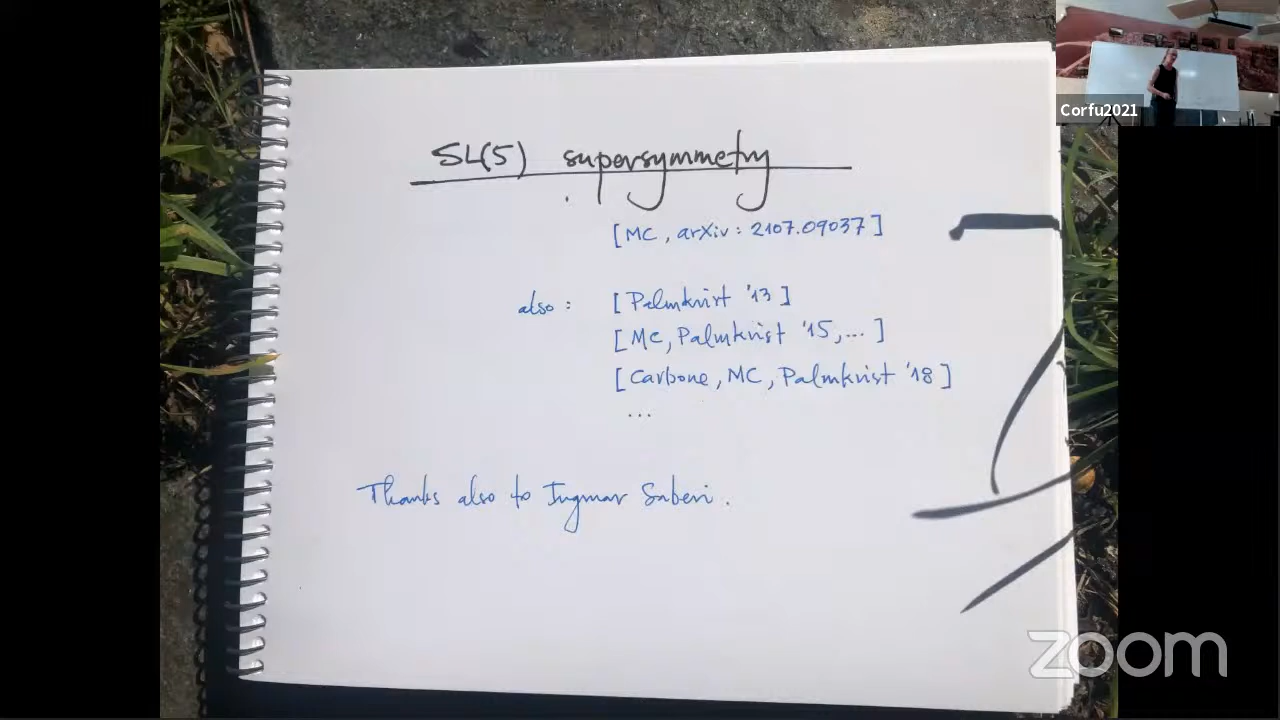 SL(5) supersymmetry
[MC, arXiv: 2107.09037]
also: [Palmkvist '13]
[MC, Palmkvist '15, ...]
[Carbone, MC, Palmkvist '18]
...
Thanks also to Ingmar Saberi.
Corfu2021
zoom